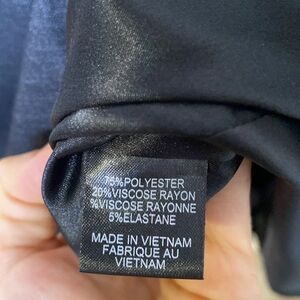 75%POLYESTER
20%VISCOSE RAYON
%VISCOSE RAYONNE
5%ELASTANE
MADE IN VIETNAM
FABRIQUE AU
VIETNAM